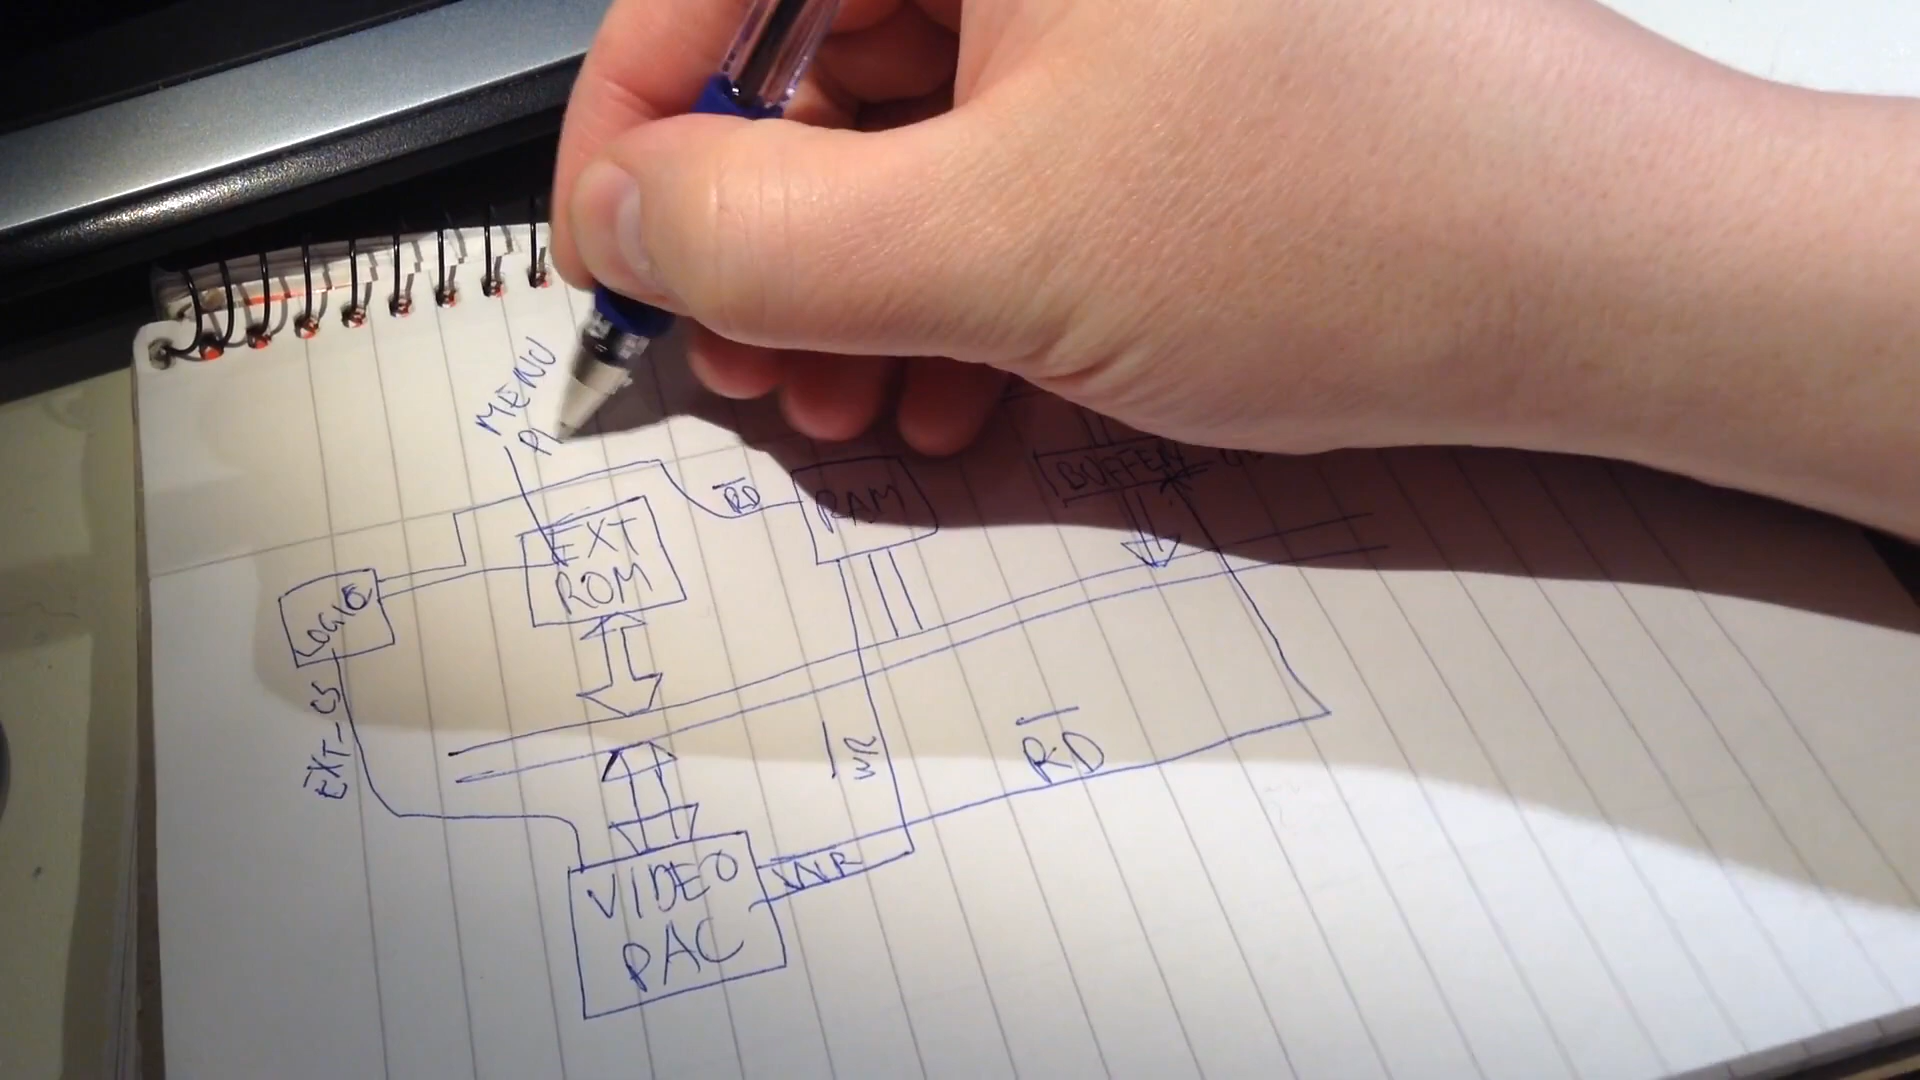 MENU
EXT
ROM
RD
RAM
BUFFER
LOGIC
EXT_CS
WR
RD
WR
VIDEO
PAC